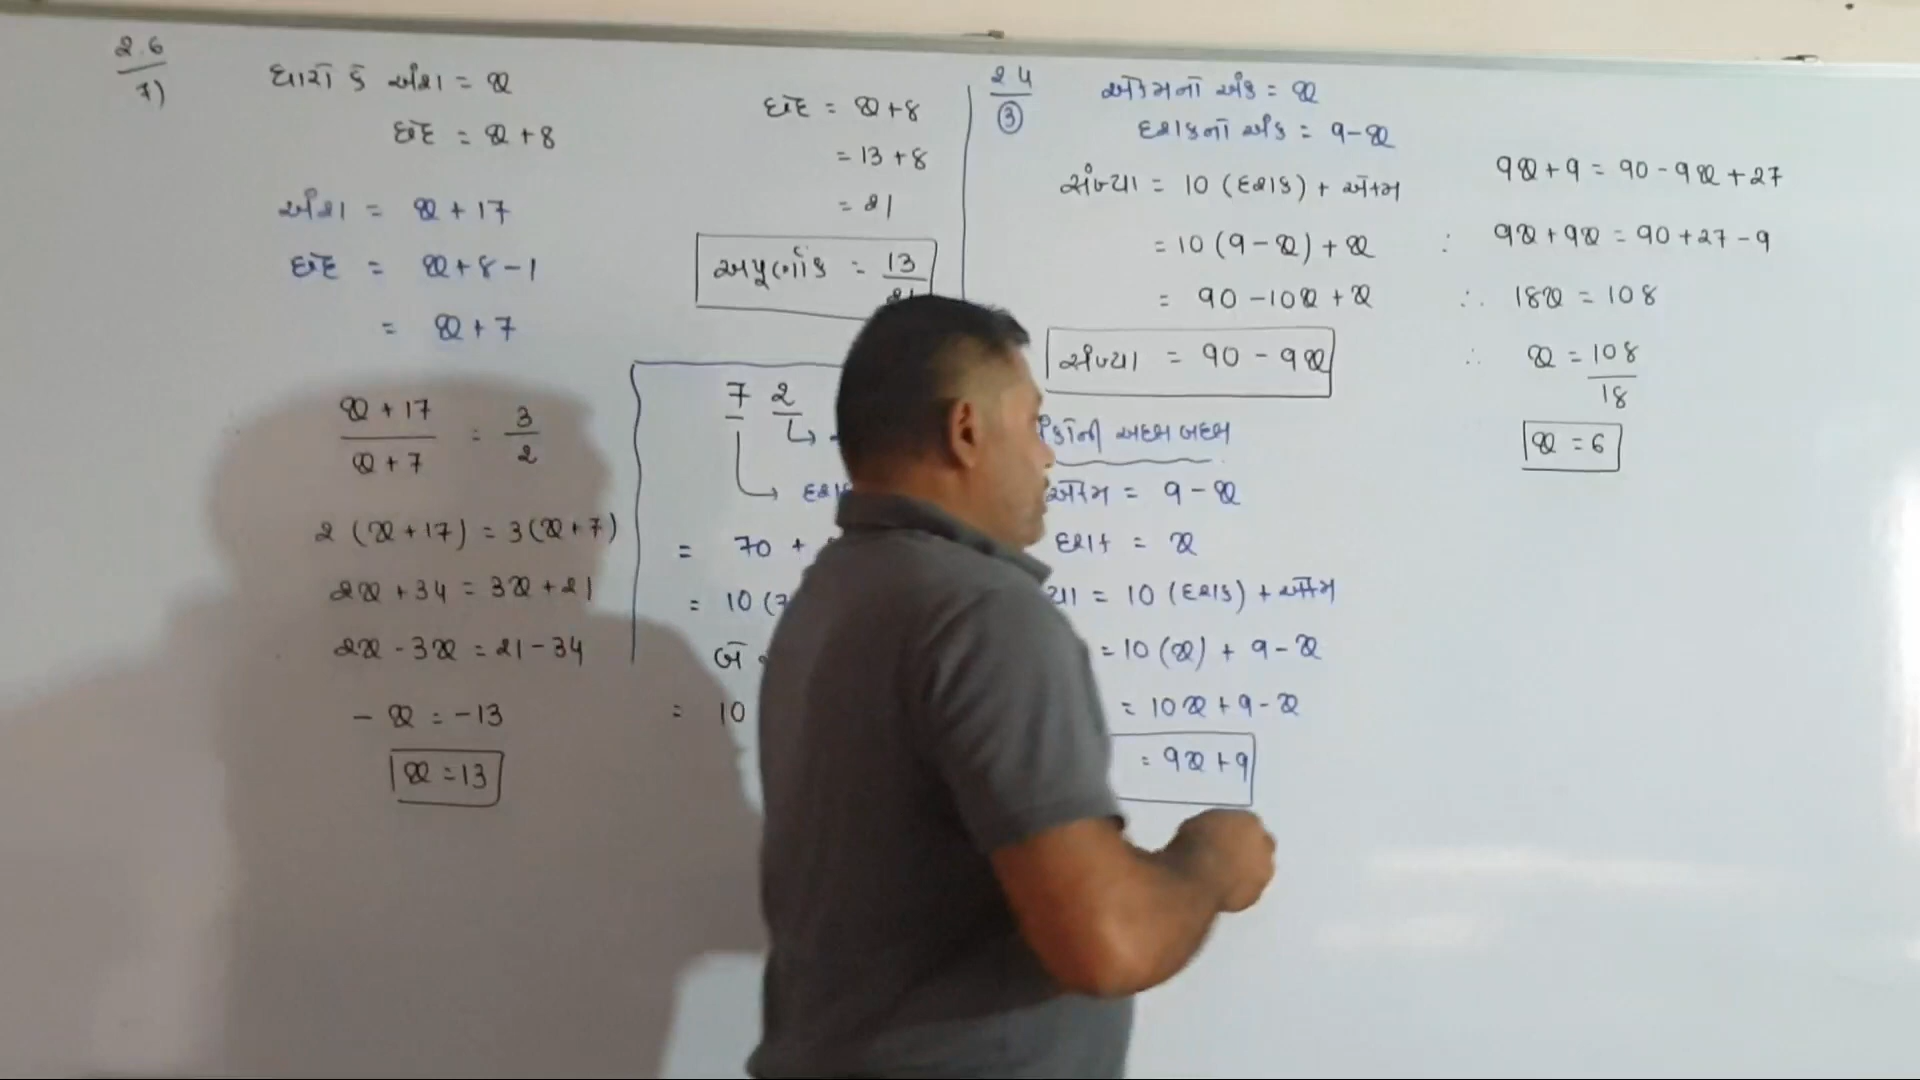 2.6
7)
ધારો કે અંશ = x
છેદ = x + 8
અંશ = x + 17
છેદ = x + 8 - 1
= x + 7
x + 17 / x + 7 = 3 / 2
2 (x + 17) = 3 (x + 7)
2x + 34 = 3x + 21
2x - 3x = 21 - 34
- x = -13
x = 13
છેદ = x + 8
= 13 + 8
= 21
અપૂર્ણાંક = 13 / 21
7 2
= 70 +
= 10 (7
બે
= 10
2.4
3
એકમનો અંક = x
દશકનો અંક = 9 - x
સંખ્યા = 10 (દશક) + એકમ
= 10 (9 - x) + x
= 90 - 10x + x
સંખ્યા = 90 - 9x
અદલ બદલ
એકમ = 9 - x
દશક = x
= 10 (દશક) + એકમ
= 10 (x) + 9 - x
= 10x + 9 - x
= 9x + 9
9x + 9 = 90 - 9x + 27
: 9x + 9x = 90 + 27 - 9
∴ 18x = 108
∴ x = 108 / 18
x = 6